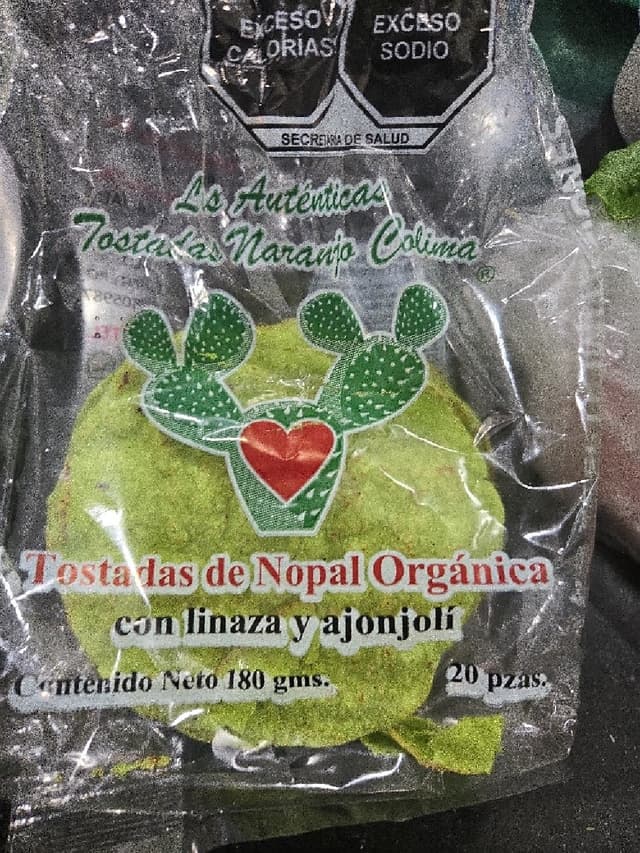 EXCESO
CALORÍAS
EXCESO
SODIO
SECRETARÍA DE SALUD
Ls Auténticas
Tostadas Naranjo Colima
®
Tostadas de Nopal Orgánica
con linaza y ajonjolí
Contenido Neto 180 gms.
20 pzas.